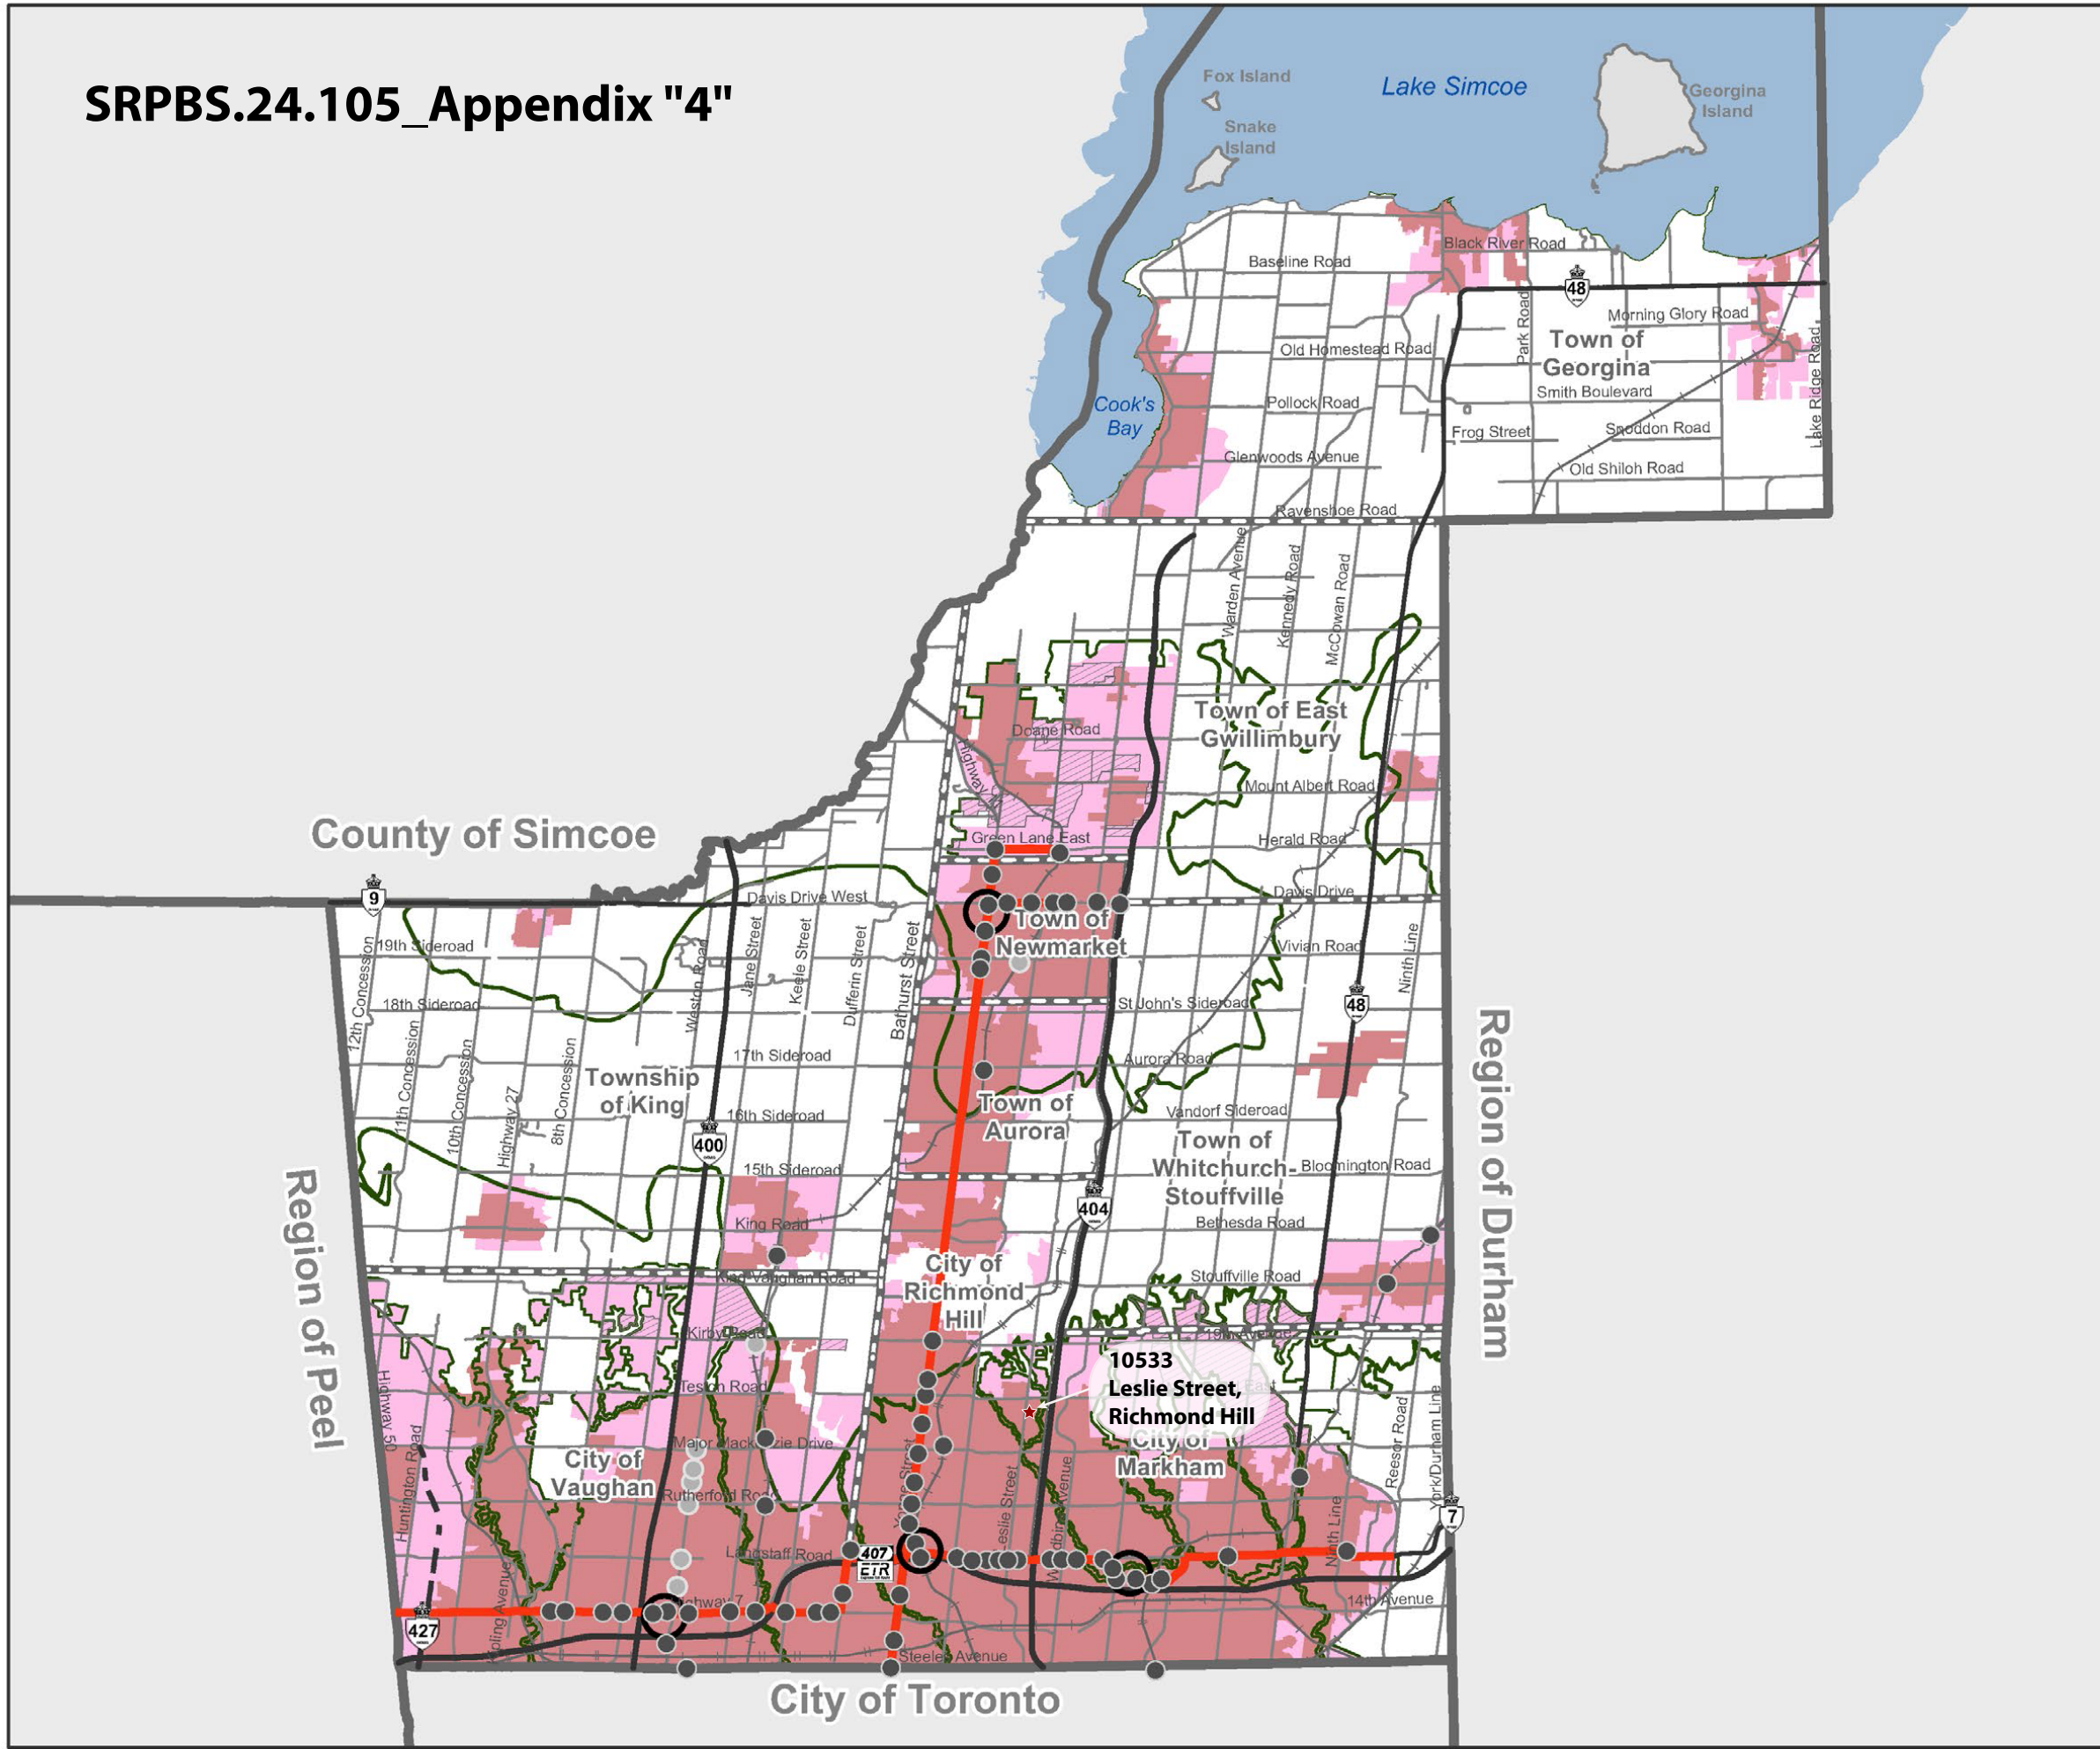 SRPBS.24.105_Appendix "4"
Fox Island
Lake Simcoe
Georgina
Island
Snake
Island
Black River Road
Baseline Road
48
Morning Glory Road
Park Road
Town of
Georgina
Old Homestead Road
Lake Ridge Road
Smith Boulevard
Cook's
Bay
Pollock Road
Frog Street
Snoddon Road
Glenwoods Avenue
Old Shiloh Road
Ravenshoe Road
Warden Avenue
Kennedy Road
McCowan Road
Town of East
Gwillimbury
Doane Road
Mount Albert Road
County of Simcoe
Green Lane East
Herald Road
9
Davis Drive West
Davis Drive
Town of
Newmarket
19th Sideroad
Vivian Road
Ninth Line
12th Concession
Weston Road
Jane Street
Keele Street
Dufferin Street
Bathurst Street
18th Sideroad
St John's Sideroad
48
11th Concession
10th Concession
Highway 27
8th Concession
17th Sideroad
Aurora Road
Township
of King
Town of
Aurora
16th Sideroad
Vandorf Sideroad
400
Town of
Whitchurch-
Stouffville
15th Sideroad
Bloomington Road
404
King Road
Bethesda Road
Region of Peel
Region of Durham
City of
Richmond
Hill
King-Vaughan Road
Stouffville Road
Kirby Road
19th Avenue
10533
Leslie Street,
Richmond Hill
Teston Road
East
Highway 50
Huntington Road
Major Mackenzie Drive
City of
Vaughan
City of
Markham
Reesor Road
York/Durham Line
Rutherford Road
Leslie Street
Ninth Line
7
Langstaff Road
407
ETR
Highway 7
14th Avenue
427
Steeles Avenue
City of Toronto